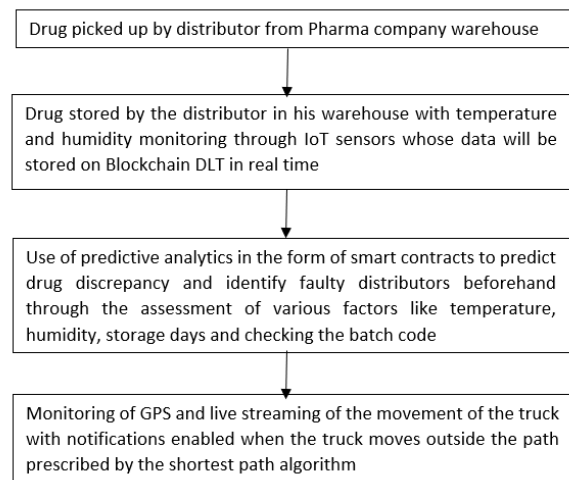 Drug picked up by distributor from Pharma company warehouse
Drug stored by the distributor in his warehouse with temperature
and humidity monitoring through IoT sensors whose data will be
stored on Blockchain DLT in real time
Use of predictive analytics in the form of smart contracts to predict
drug discrepancy and identify faulty distributors beforehand
through the assessment of various factors like temperature,
humidity, storage days and checking the batch code
Monitoring of GPS and live streaming of the movement of the truck
with notifications enabled when the truck moves outside the path
prescribed by the shortest path algorithm